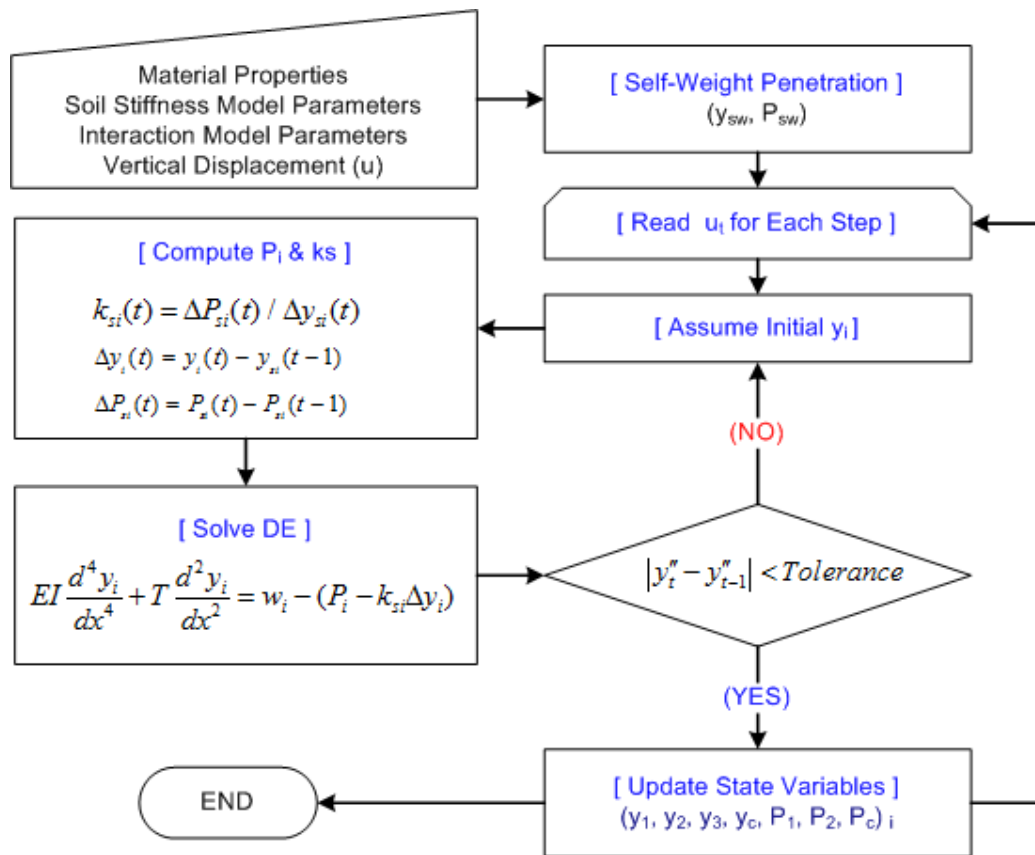 Material Properties
Soil Stiffness Model Parameters
Interaction Model Parameters
Vertical Displacement (u)
[ Self-Weight Penetration ]
(y_sw, P_sw)
[ Read u_t for Each Step ]
[ Assume Initial y_i]
[ Compute P_i & ks ]
k_si(t) = ΔP_si(t) / Δy_si(t)
Δy_i(t) = y_i(t) − y_si(t−1)
ΔP_si(t) = P_si(t) − P_si(t−1)
[ Solve DE ]
EI d⁴y_i/dx⁴ + T d²y_i/dx² = w_i − (P_i − k_siΔy_i)
(NO)
|y″_t − y″_t−1| < Tolerance
(YES)
[ Update State Variables ]
(y_1, y_2, y_3, y_c, P_1, P_2, P_c) i
END